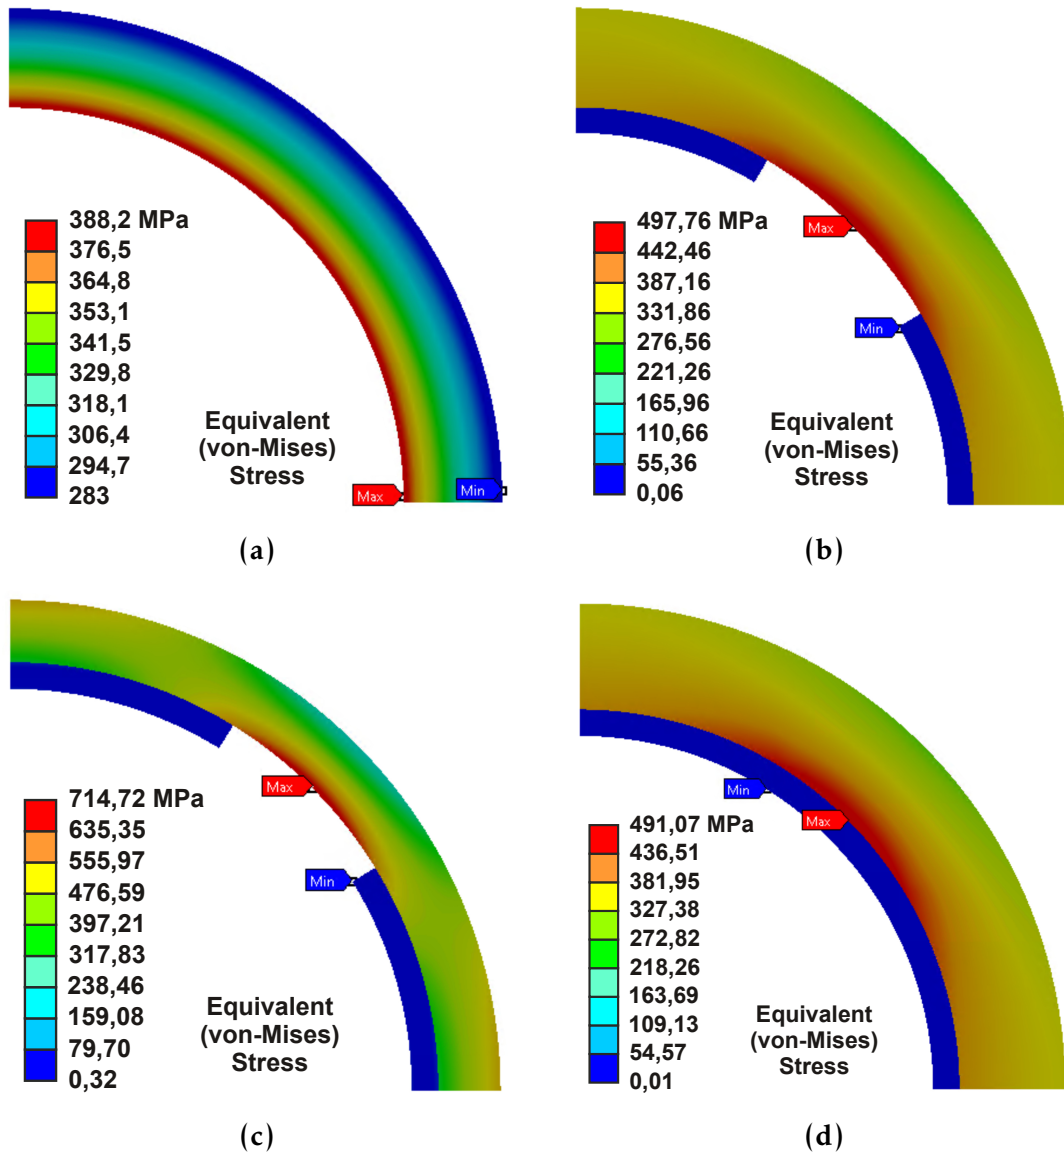 388,2 MPa
376,5
364,8
353,1
341,5
329,8
318,1
306,4
294,7
283
Equivalent
(von-Mises)
Stress
Max
Min
(a)
497,76 MPa
442,46
387,16
331,86
276,56
221,26
165,96
110,66
55,36
0,06
Max
Min
Equivalent
(von-Mises)
Stress
(b)
714,72 MPa
635,35
555,97
476,59
397,21
317,83
238,46
159,08
79,70
0,32
Max
Min
Equivalent
(von-Mises)
Stress
(c)
491,07 MPa
436,51
381,95
327,38
272,82
218,26
163,69
109,13
54,57
0,01
Min
Max
Equivalent
(von-Mises)
Stress
(d)